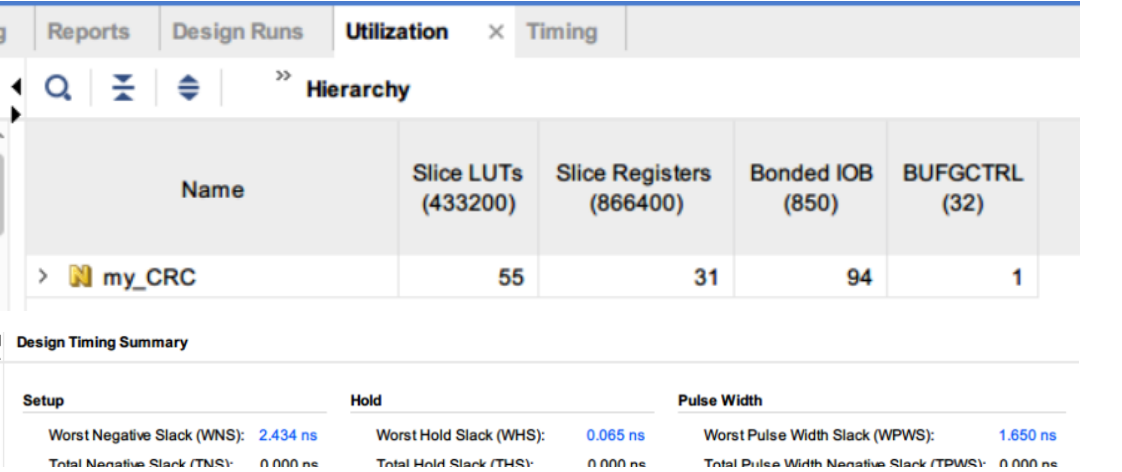 Reports Design Runs Utilization × Timing
» Hierarchy
Name Slice LUTs (433200) Slice Registers (866400) Bonded IOB (850) BUFGCTRL (32)
> N my_CRC 55 31 94 1
Design Timing Summary
Setup Hold Pulse Width
Worst Negative Slack (WNS): 2.434 ns Worst Hold Slack (WHS): 0.065 ns Worst Pulse Width Slack (WPWS): 1.650 ns
Total Negative Slack (TNS): 0.000 ns Total Hold Slack (THS): 0.000 ns Total Pulse Width Negative Slack (TPWS): 0.000 ns